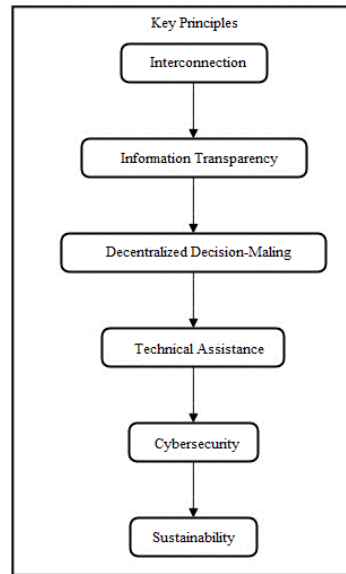 Key Principles
Interconnection
Information Transparency
Decentralized Decision-Maling
Technical Assistance
Cybersecurity
Sustainability